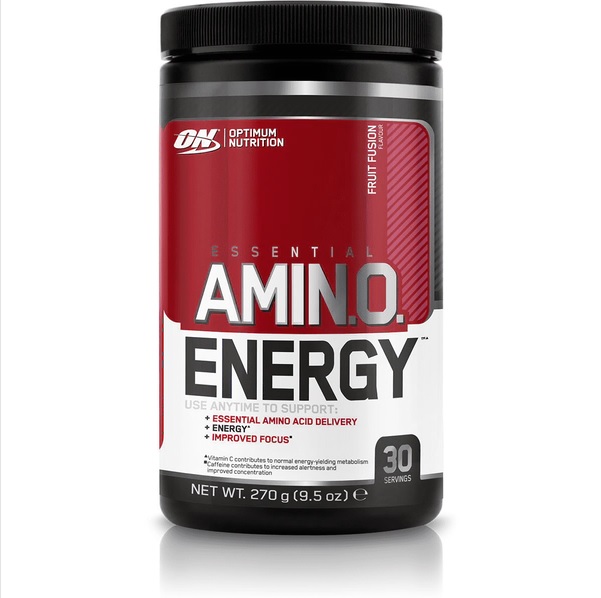 ON
OPTIMUM
NUTRITION
FRUIT FUSION
FLAVOUR
ESSENTIAL
AMIN.O.
ENERGY™
USE ANYTIME TO SUPPORT:
+ ESSENTIAL AMINO ACID DELIVERY
+ ENERGY*
+ IMPROVED FOCUS*
*Vitamin C contributes to normal energy-yielding metabolism
*Caffeine contributes to increased alertness and
improved concentration
30
SERVINGS
NET WT. 270 g (9.5 oz) ℮